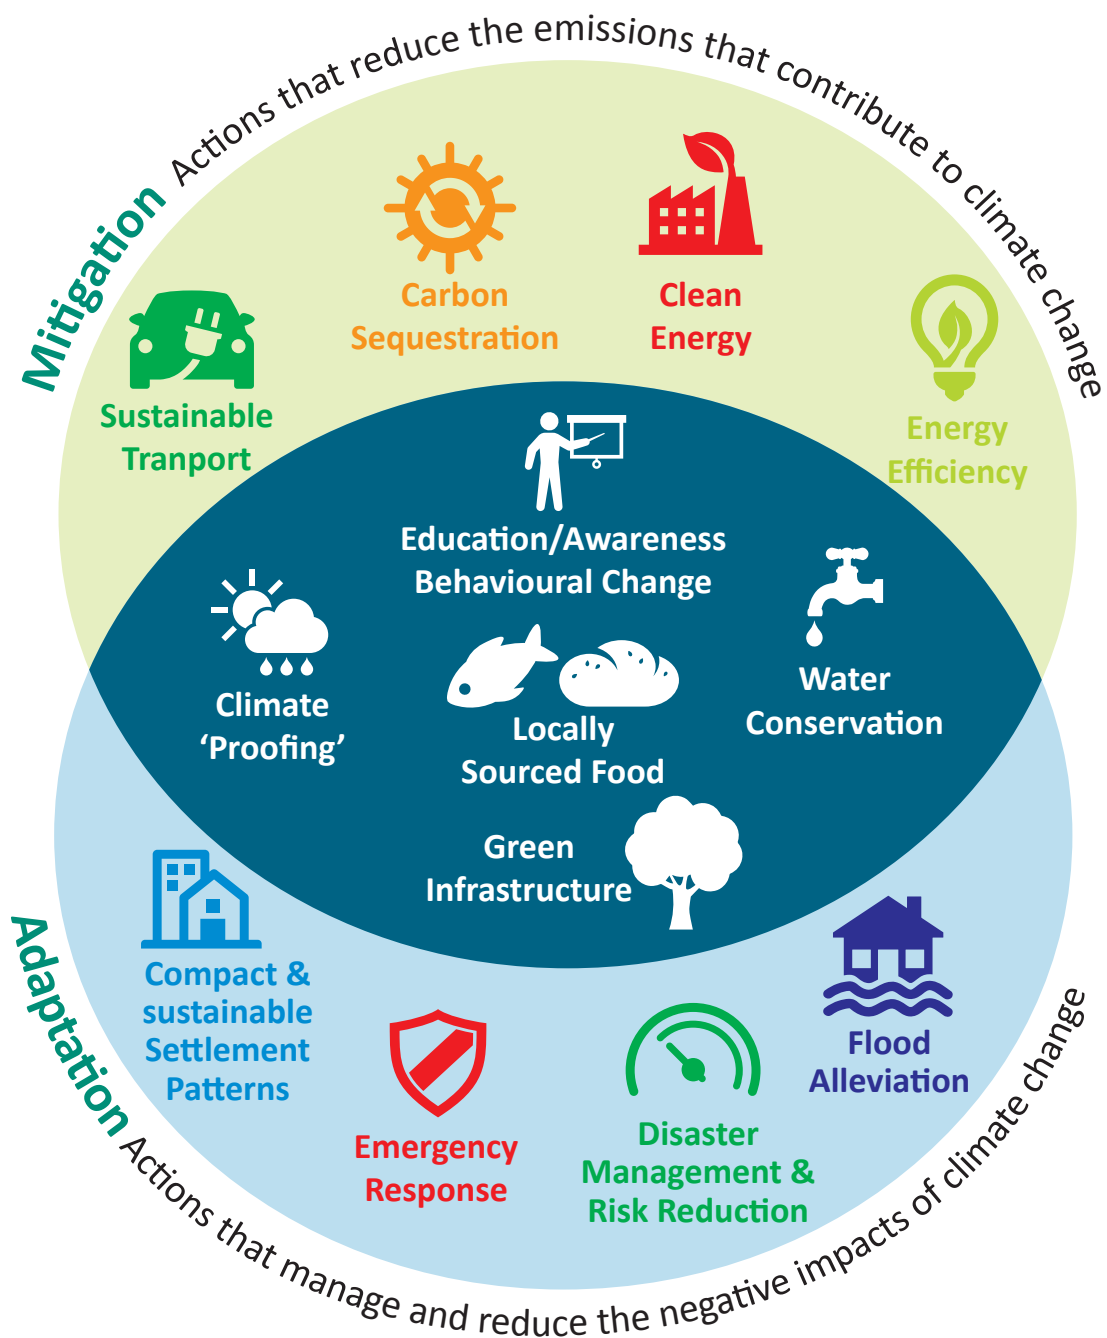 Mitigation Actions that reduce the emissions that contribute to climate change
Carbon
Sequestration
Clean
Energy
Sustainable
Tranport
Energy
Efficiency
Education/Awareness
Behavioural Change
Climate
‘Proofing’
Locally
Sourced Food
Water
Conservation
Green
Infrastructure
Compact &
sustainable
Settlement
Patterns
Emergency
Response
Disaster
Management &
Risk Reduction
Flood
Alleviation
Adaptation Actions that manage and reduce the negative impacts of climate change